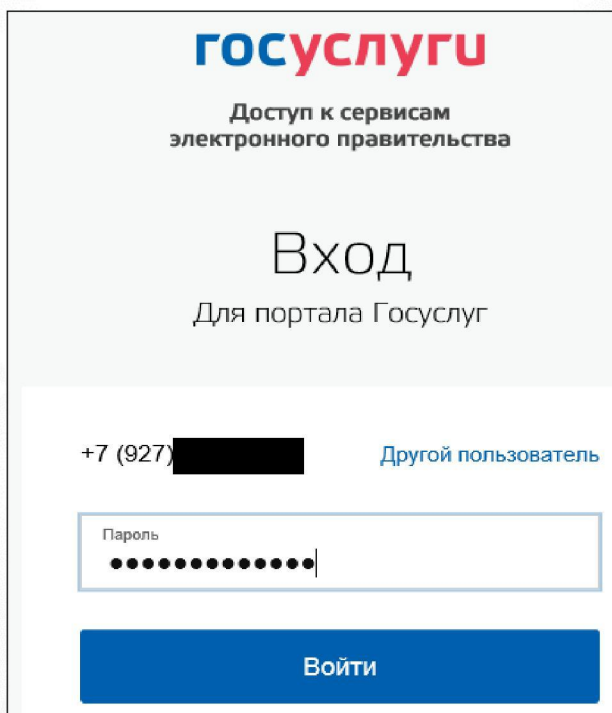 госуслуги
Доступ к сервисам
электронного правительства
Вход
Для портала Госуслуг
+7 (927) Другой пользователь
Пароль
●●●●●●●●●●●●●
Войти